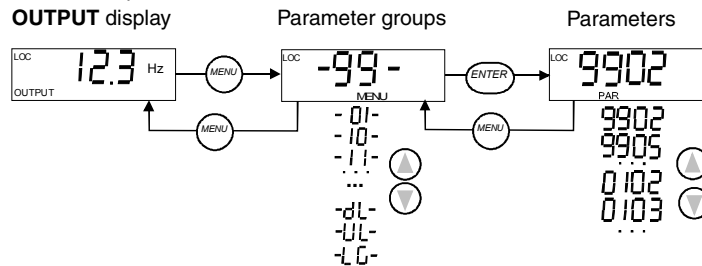 OUTPUT display Parameter groups Parameters
LOC 12.3 Hz MENU LOC -99- ENTER LOC 9902
OUTPUT MENU PAR
MENU MENU
-01-
-10-
-11-
...
...
-dL-
-UL-
-LG-
9902
9905
...
0102
0103
...